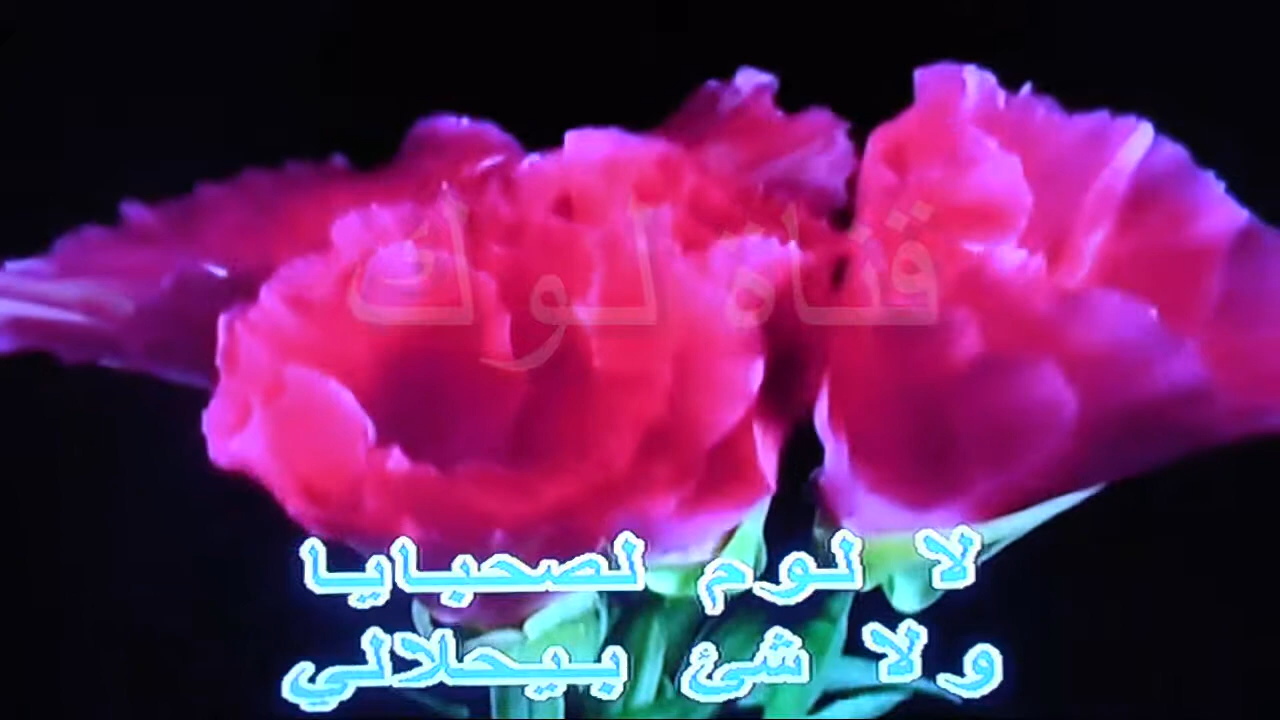 قناة لوك
لا لوم لصحبايا
ولا شئ بيحلالي